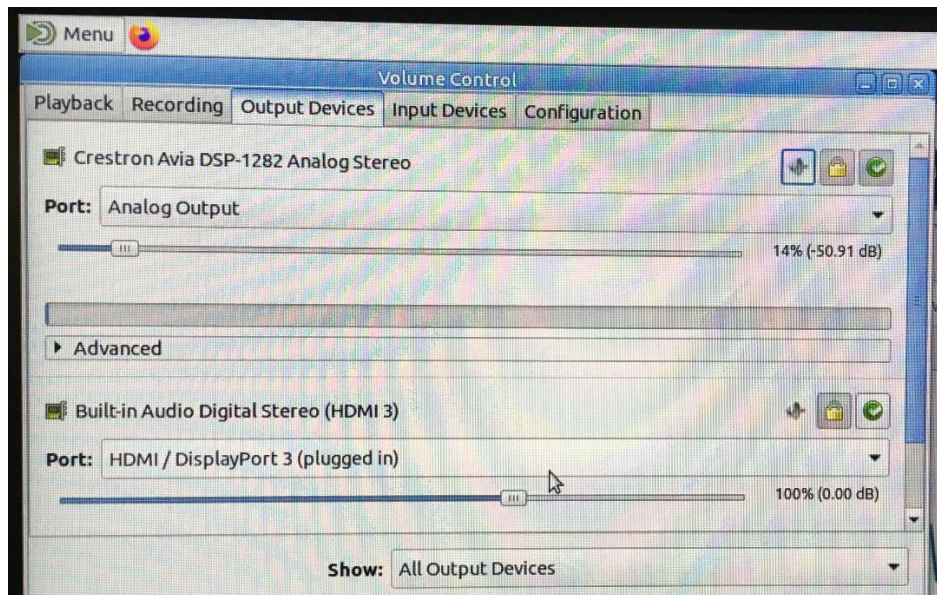 Menu
Volume Control
Playback Recording Output Devices Input Devices Configuration
Crestron Avia DSP-1282 Analog Stereo
Port: Analog Output
14% (-50.91 dB)
Advanced
Built-in Audio Digital Stereo (HDMI 3)
Port: HDMI / DisplayPort 3 (plugged in)
100% (0.00 dB)
Show: All Output Devices